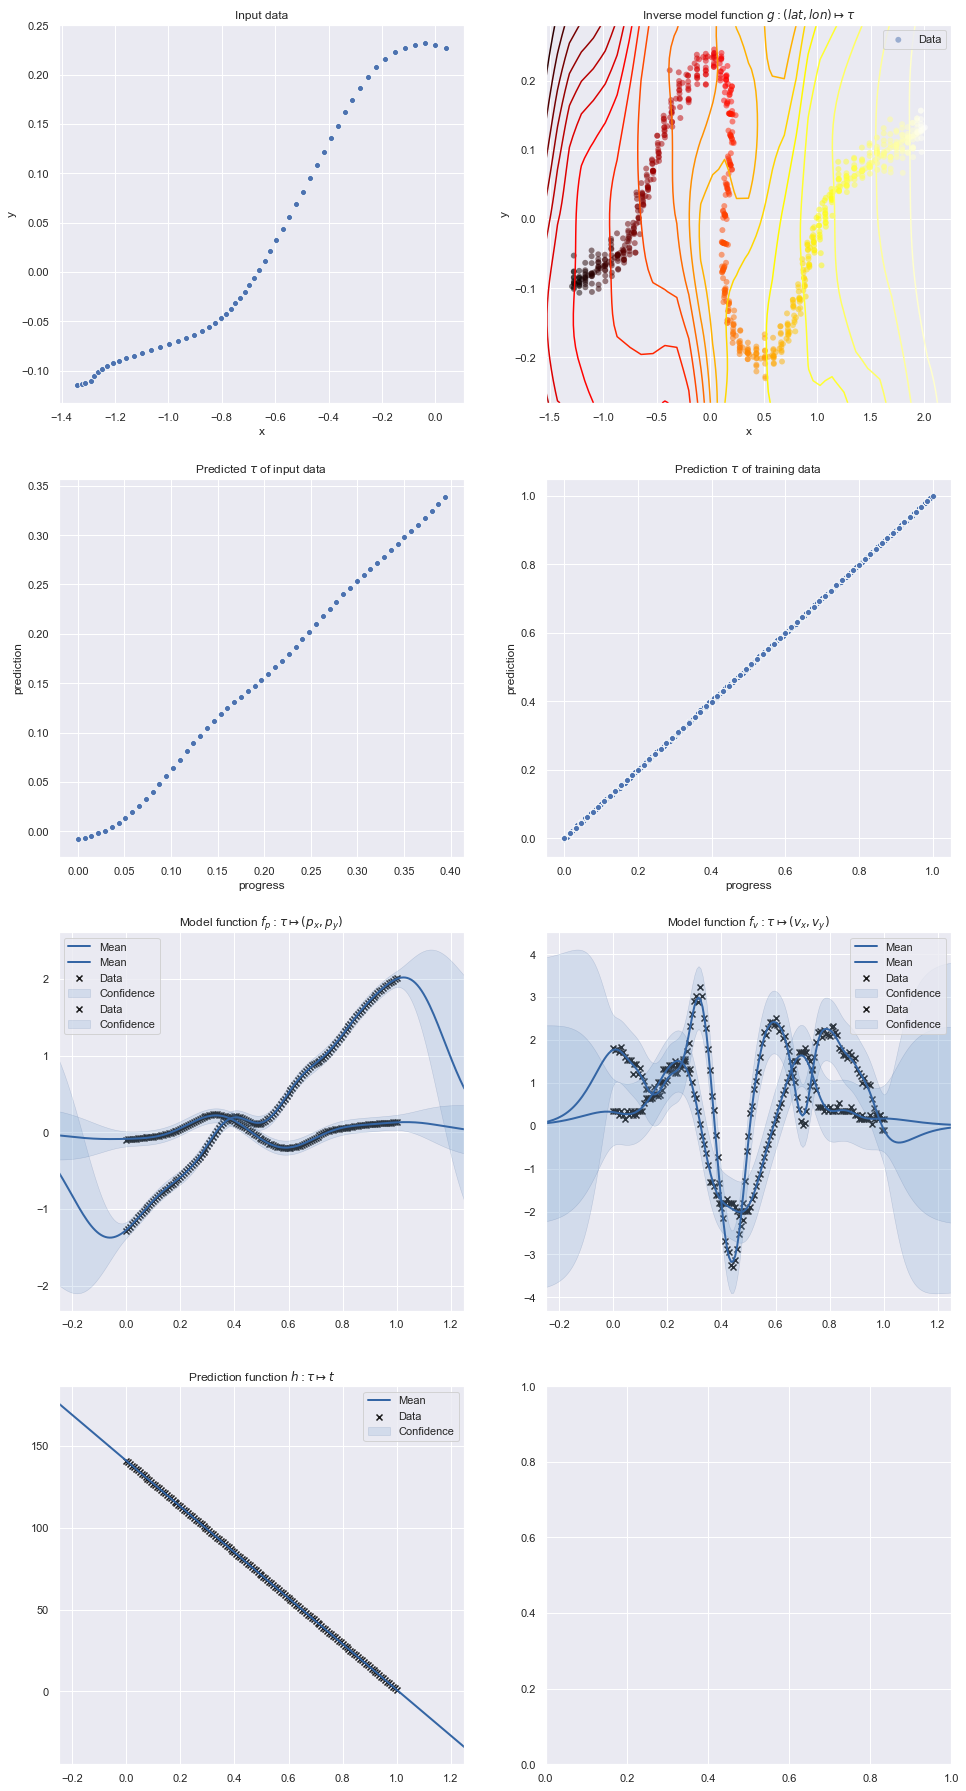 Input data
y
0.25
0.20
0.15
0.10
0.05
0.00
−0.05
−0.10
−1.4 −1.2 −1.0 −0.8 −0.6 −0.4 −0.2 0.0
x
Inverse model function g : (lat, lon) ↦ τ
Data
y
0.2
0.1
0.0
−0.1
−0.2
−1.5 −1.0 −0.5 0.0 0.5 1.0 1.5 2.0
x
Predicted τ of input data
prediction
0.35
0.30
0.25
0.20
0.15
0.10
0.05
0.00
0.00 0.05 0.10 0.15 0.20 0.25 0.30 0.35 0.40
progress
Prediction τ of training data
prediction
1.0
0.8
0.6
0.4
0.2
0.0
0.0 0.2 0.4 0.6 0.8 1.0
progress
Model function fₚ : τ ↦ (pₓ, p_y)
Mean
Mean
Data
Confidence
Data
Confidence
2
1
0
−1
−2
−0.2 0.0 0.2 0.4 0.6 0.8 1.0 1.2
Model function fᵥ : τ ↦ (vₓ, v_y)
Mean
Mean
Data
Confidence
Data
Confidence
4
3
2
1
0
−1
−2
−3
−4
−0.2 0.0 0.2 0.4 0.6 0.8 1.0 1.2
Prediction function h : τ ↦ t
Mean
Data
Confidence
150
100
50
0
−0.2 0.0 0.2 0.4 0.6 0.8 1.0 1.2
1.0
0.8
0.6
0.4
0.2
0.0
0.0 0.2 0.4 0.6 0.8 1.0